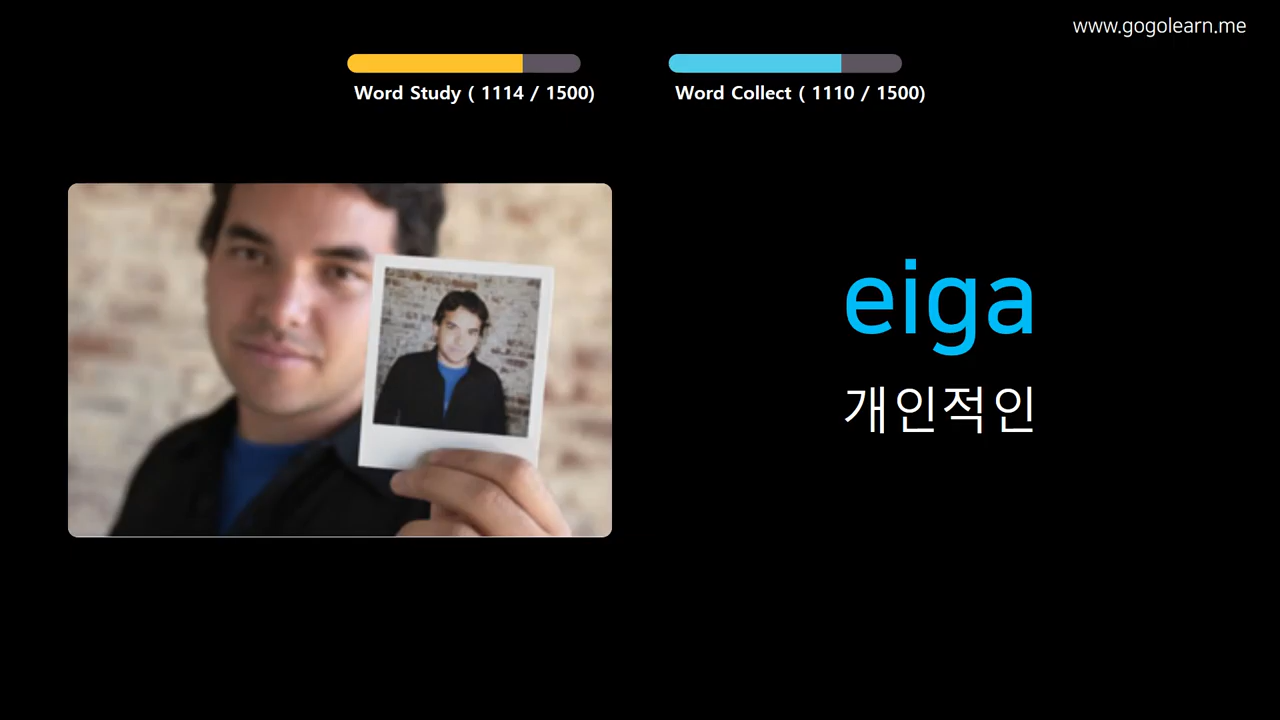 www.gogolearn.me
Word Study ( 1114 / 1500)
Word Collect ( 1110 / 1500)
eiga
개인적인